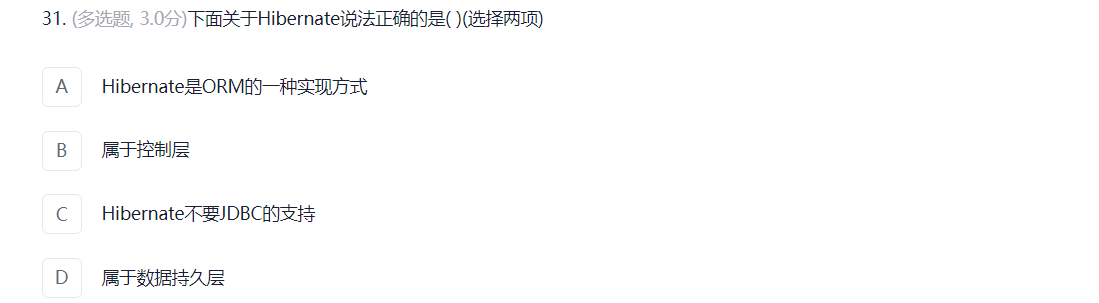 31. (多选题, 3.0分)下面关于Hibernate说法正确的是( )(选择两项)
A Hibernate是ORM的一种实现方式
B 属于控制层
C Hibernate不要JDBC的支持
D 属于数据持久层